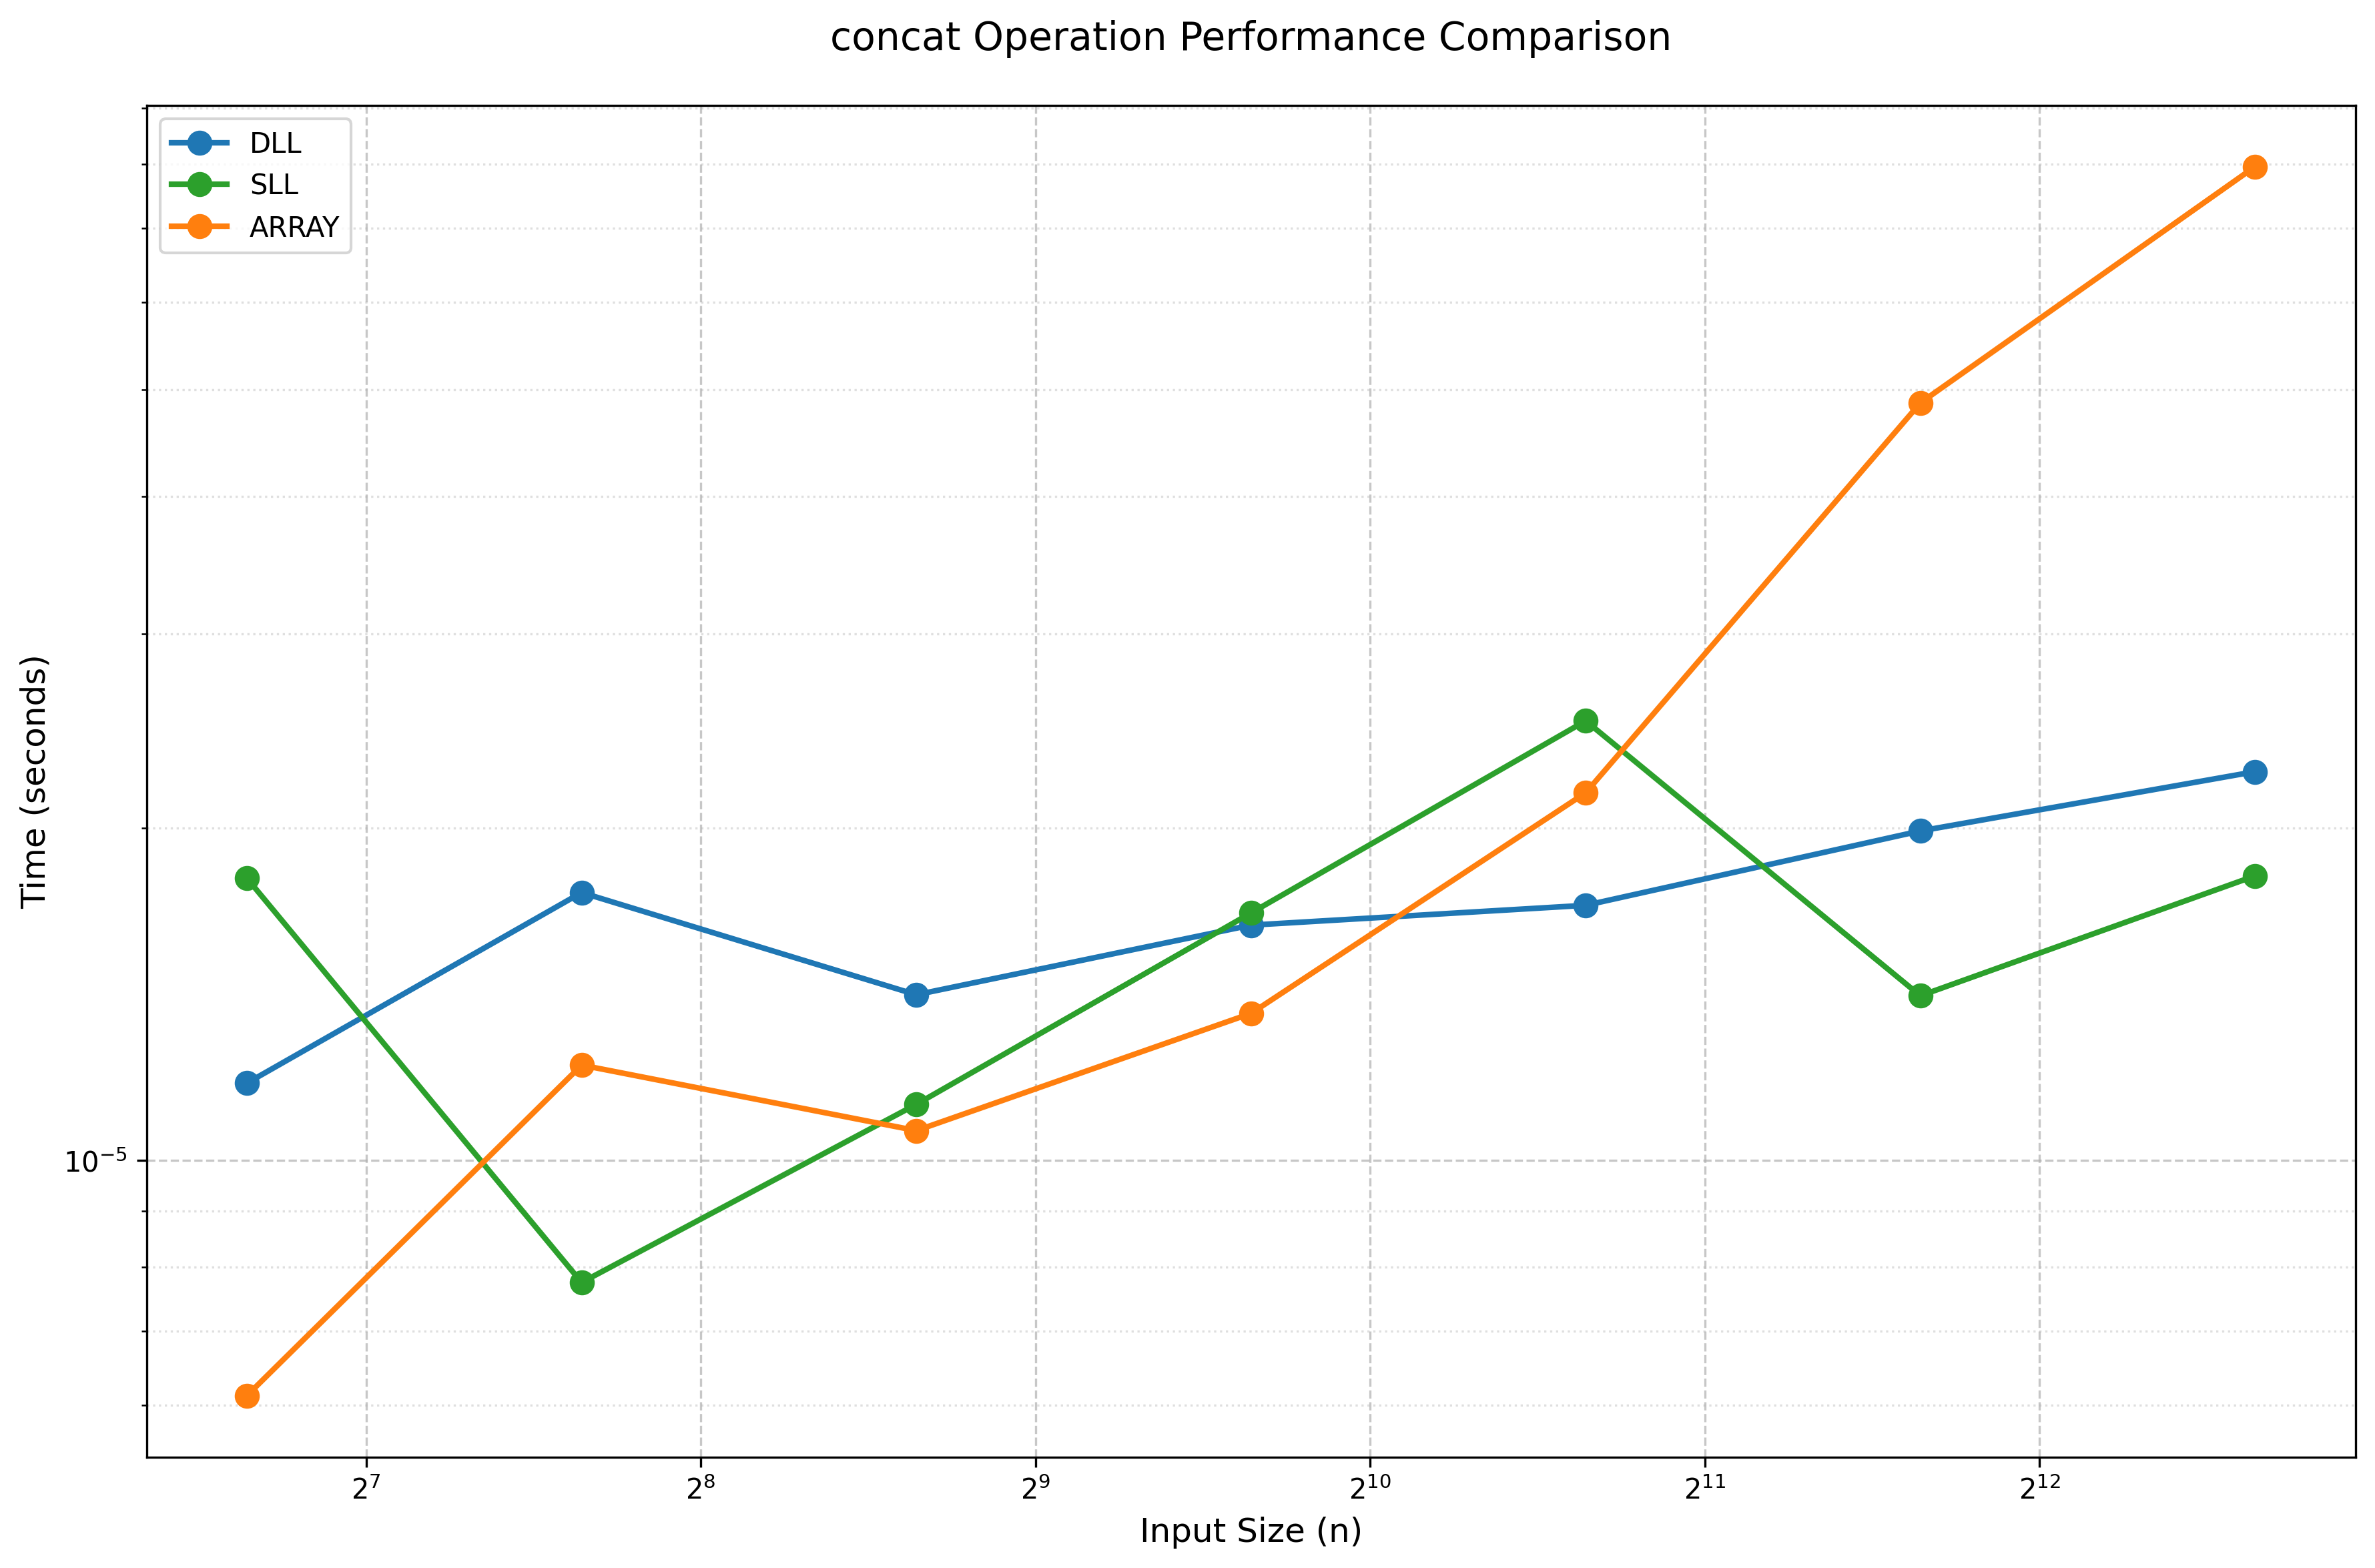 concat Operation Performance Comparison
DLL
SLL
ARRAY
Time (seconds)
10⁻⁵
2⁷ 2⁸ 2⁹ 2¹⁰ 2¹¹ 2¹²
Input Size (n)